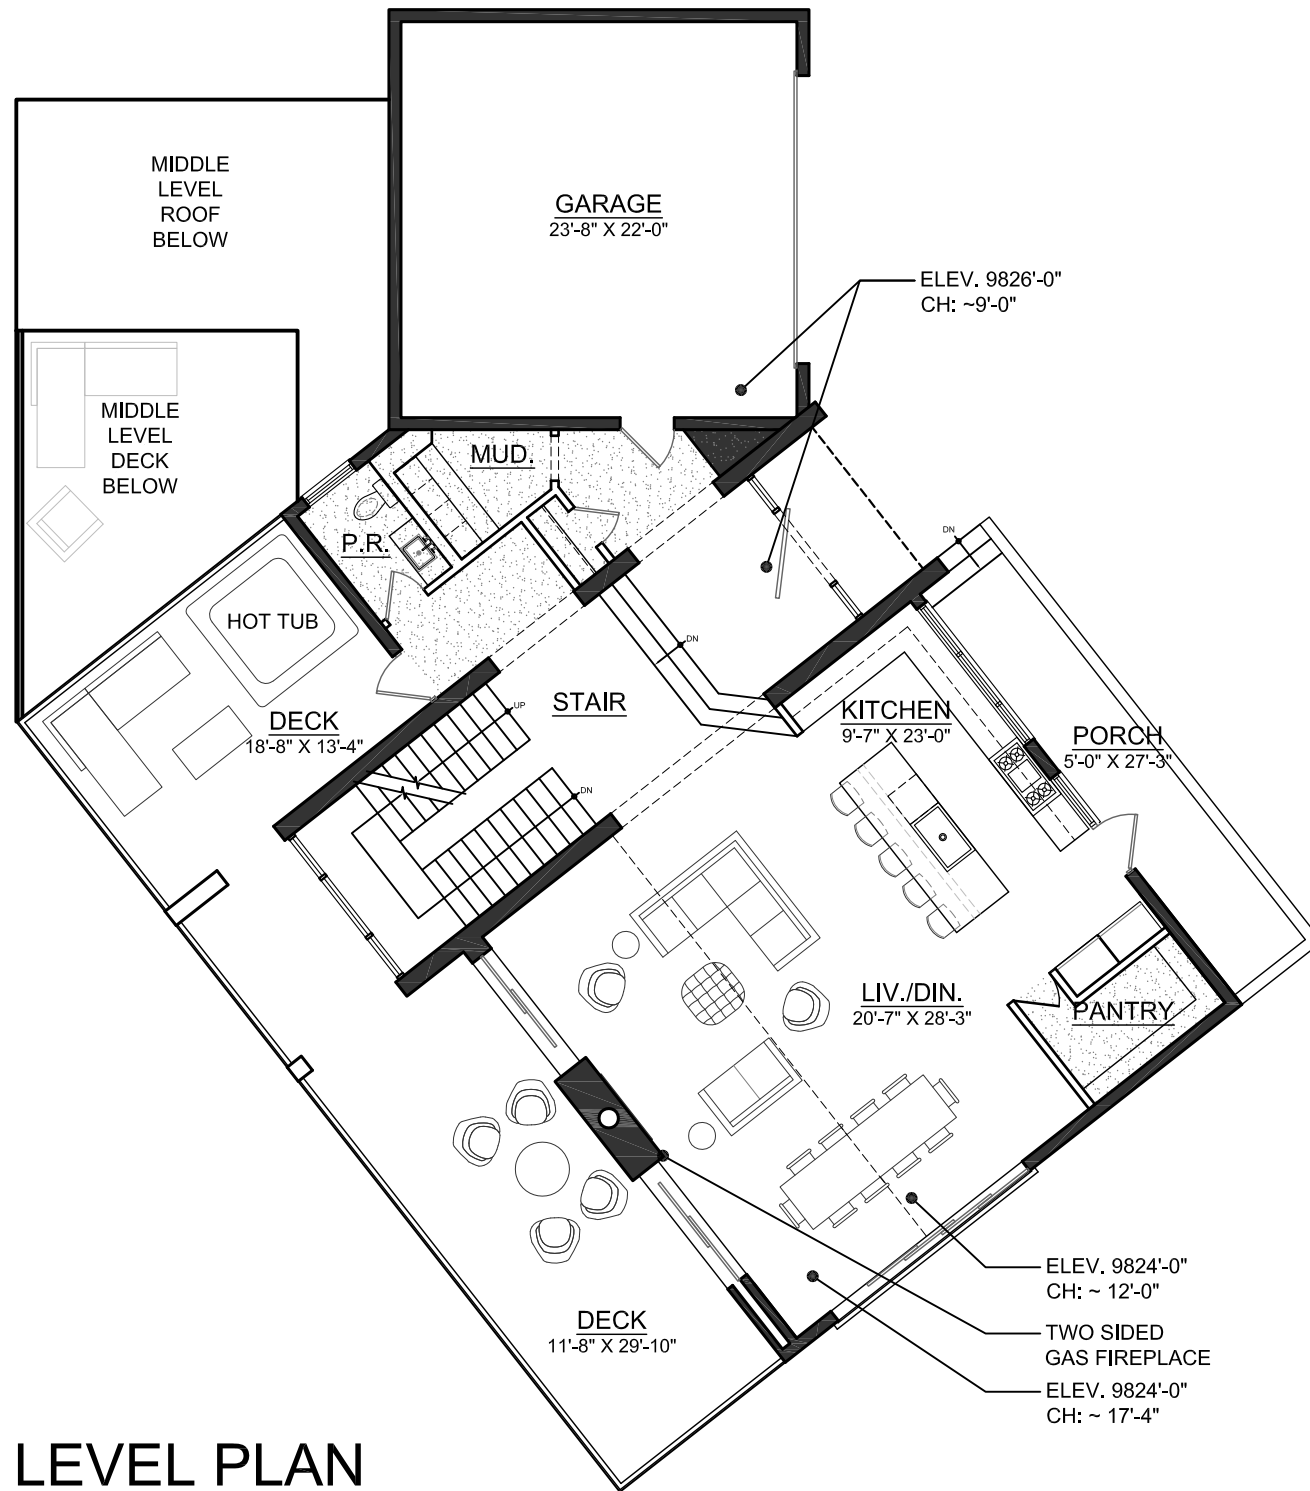 MIDDLE
LEVEL
ROOF
BELOW
GARAGE
23'-8" X 22'-0"
ELEV. 9826'-0"
CH: ~9'-0"
MIDDLE
LEVEL
DECK
BELOW
MUD.
P.R.
DN
HOT TUB
DN
STAIR
UP
DECK
18'-8" X 13'-4"
KITCHEN
9'-7" X 23'-0"
PORCH
5'-0" X 27'-3"
DN
LIV./DIN.
20'-7" X 28'-3"
PANTRY
ELEV. 9824'-0"
CH: ~ 12'-0"
DECK
11'-8" X 29'-10"
TWO SIDED
GAS FIREPLACE
ELEV. 9824'-0"
CH: ~ 17'-4"
LEVEL PLAN